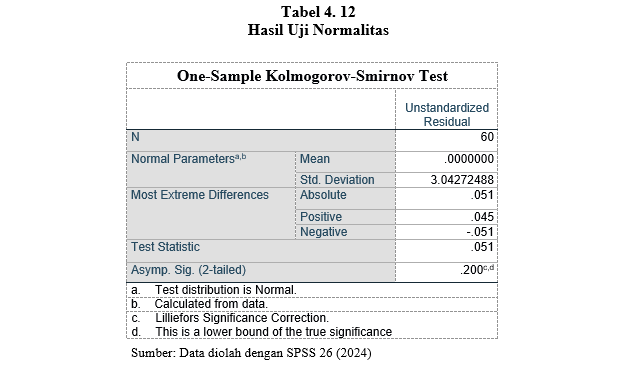 Tabel 4. 12
Hasil Uji Normalitas
One-Sample Kolmogorov-Smirnov Test
Unstandardized
Residual
N 60
Normal Parametersa,b Mean .0000000
Std. Deviation 3.04272488
Most Extreme Differences Absolute .051
Positive .045
Negative -.051
Test Statistic .051
Asymp. Sig. (2-tailed) .200c,d
a. Test distribution is Normal.
b. Calculated from data.
c. Lilliefors Significance Correction.
d. This is a lower bound of the true significance
Sumber: Data diolah dengan SPSS 26 (2024)